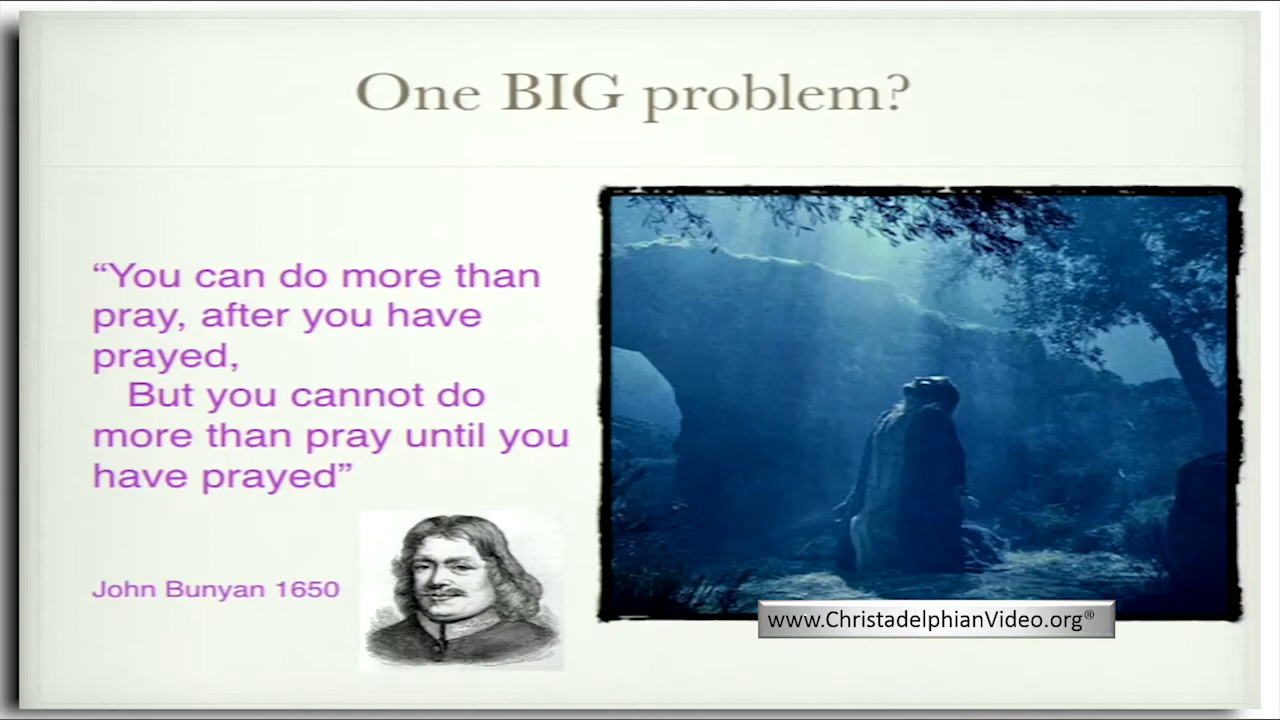 One BIG problem?
“You can do more than
pray, after you have
prayed,
But you cannot do
more than pray until you
have prayed”
John Bunyan 1650
www.ChristadelphianVideo.org®